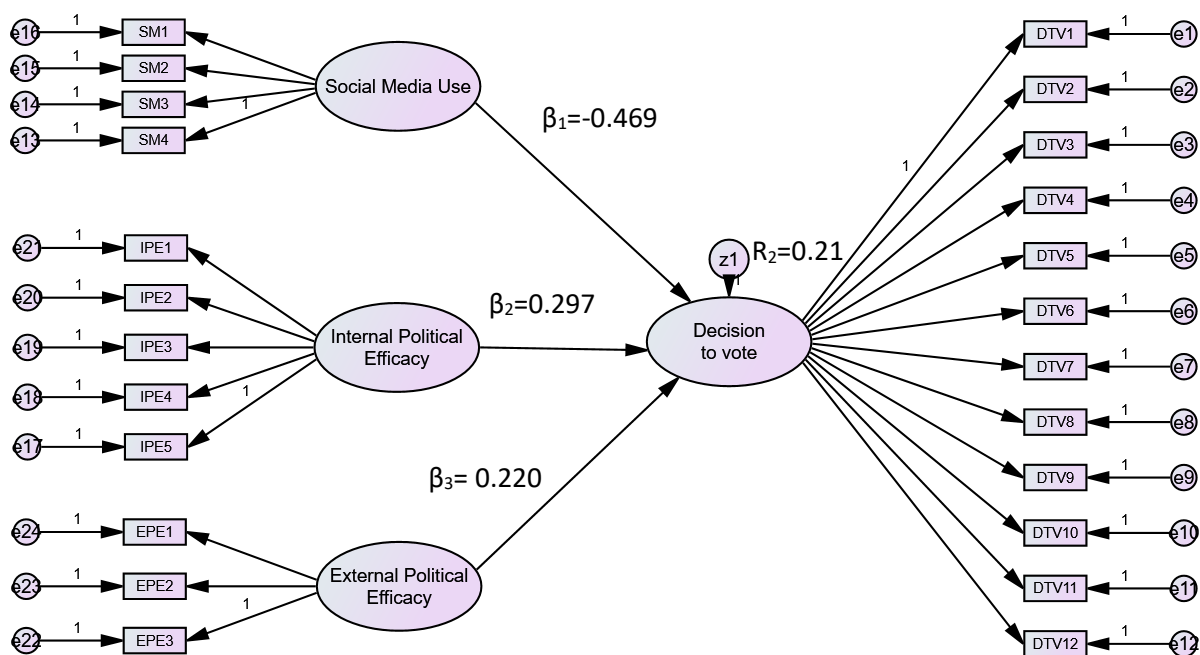 e16 1 SM1
e15 1 SM2
e14 1 SM3
e13 1 SM4
1
Social Media Use
β₁=-0.469
e21 1 IPE1
e20 1 IPE2
e19 1 IPE3
e18 1 IPE4
e17 1 IPE5
1
Internal Political
Efficacy
β₂=0.297
e24 1 EPE1
e23 1 EPE2
e22 1 EPE3
1
External Political
Efficacy
β₃= 0.220
z1
R₂=0.21
1
Decision
to vote
1
DTV1 1 e1
DTV2 1 e2
DTV3 1 e3
DTV4 1 e4
DTV5 1 e5
DTV6 1 e6
DTV7 1 e7
DTV8 1 e8
DTV9 1 e9
DTV10 1 e10
DTV11 1 e11
DTV12 1 e12